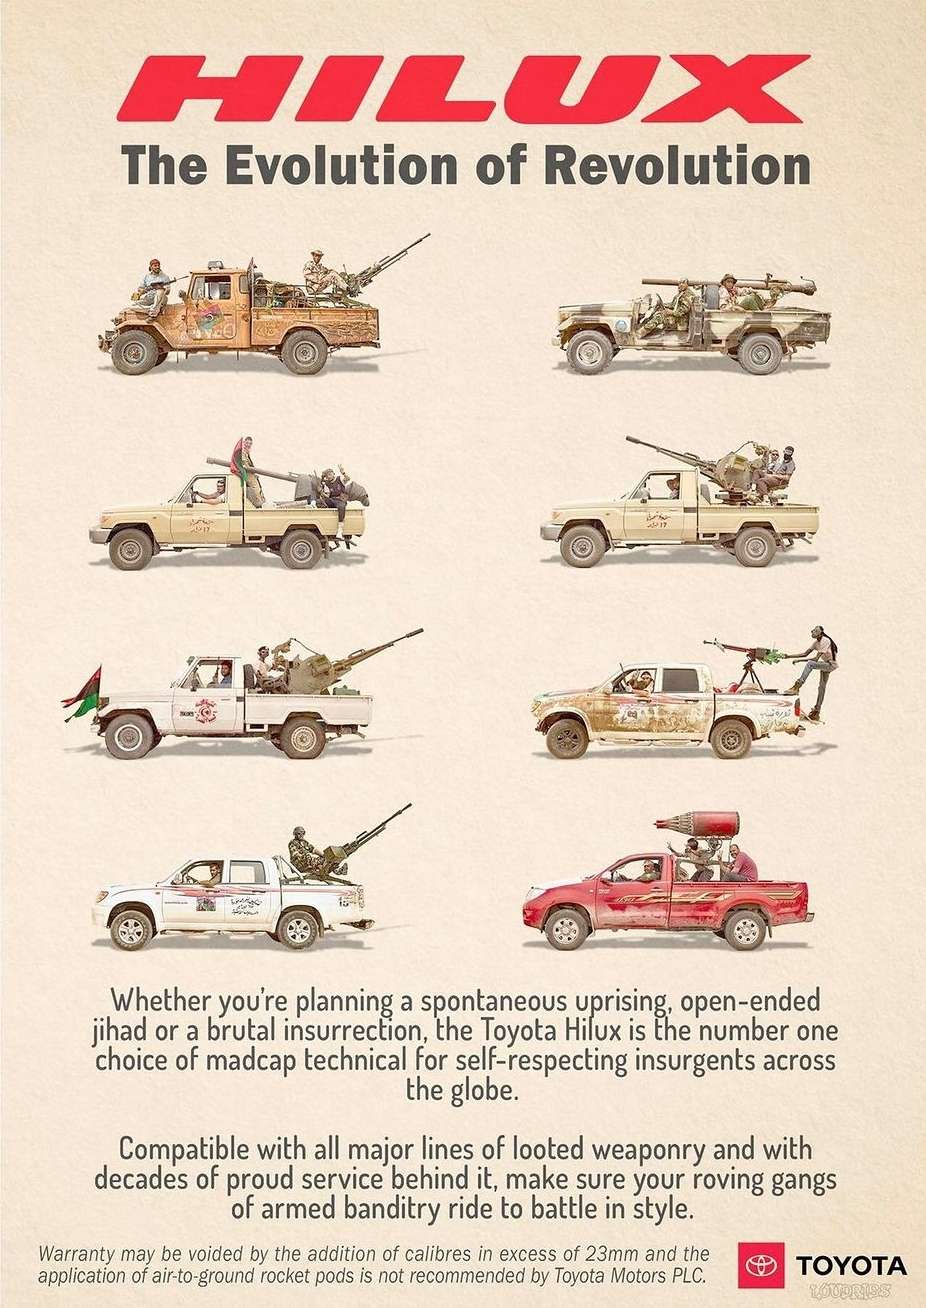 HILUX
The Evolution of Revolution
Whether you're planning a spontaneous uprising, open-ended
jihad or a brutal insurrection, the Toyota Hilux is the number one
choice of madcap technical for self-respecting insurgents across
the globe.
Compatible with all major lines of looted weaponry and with
decades of proud service behind it, make sure your roving gangs
of armed banditry ride to battle in style.
Warranty may be voided by the addition of calibres in excess of 23mm and the
application of air-to-ground rocket pods is not recommended by Toyota Motors PLC.
TOYOTA